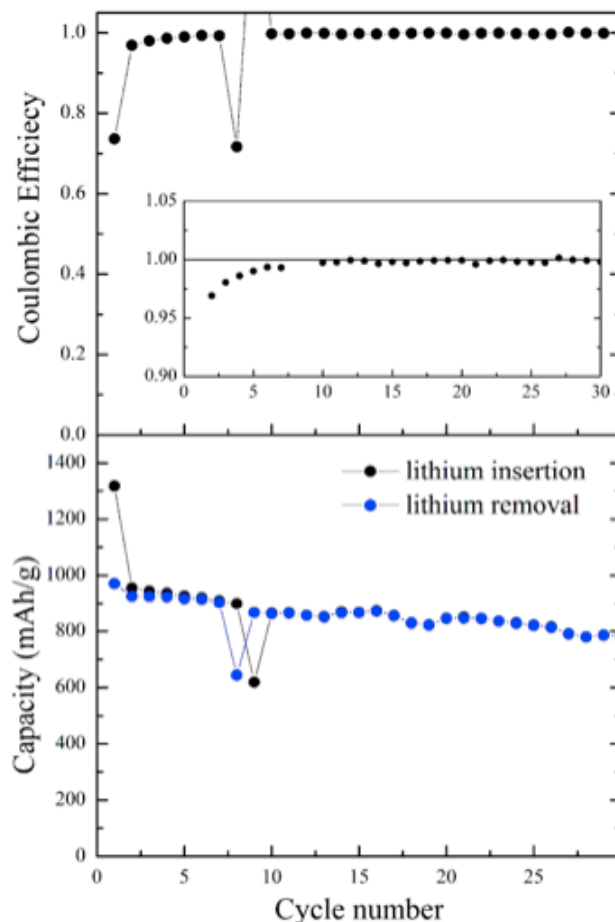 1.0
0.8
0.6
0.4
0.2
0.0
Coulombic Efficiecy
1.05
1.00
0.95
0.90
0 5 10 15 20 25 30
1400
1200
1000
800
600
400
200
0
Capacity (mAh/g)
lithium insertion
lithium removal
0 5 10 15 20 25
Cycle number